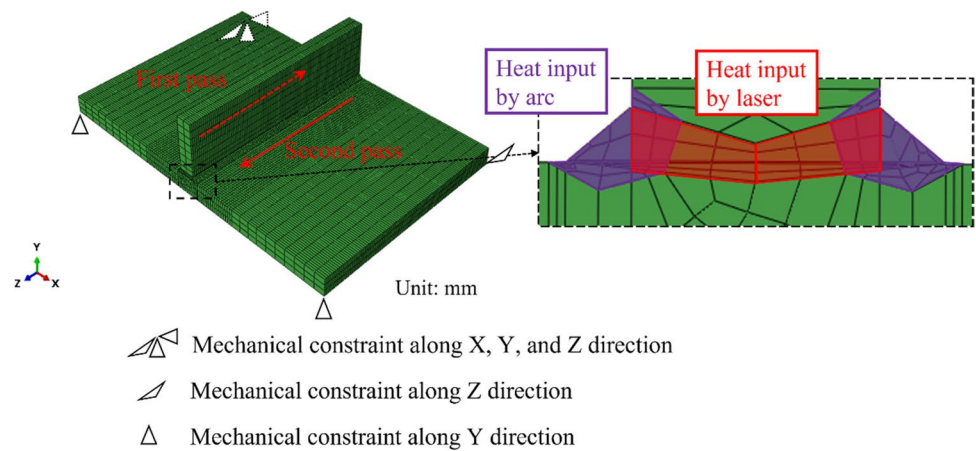 First pass
Second pass
Heat input
by arc
Heat input
by laser
Y
Z
X
Unit: mm
Mechanical constraint along X, Y, and Z direction
Mechanical constraint along Z direction
Mechanical constraint along Y direction